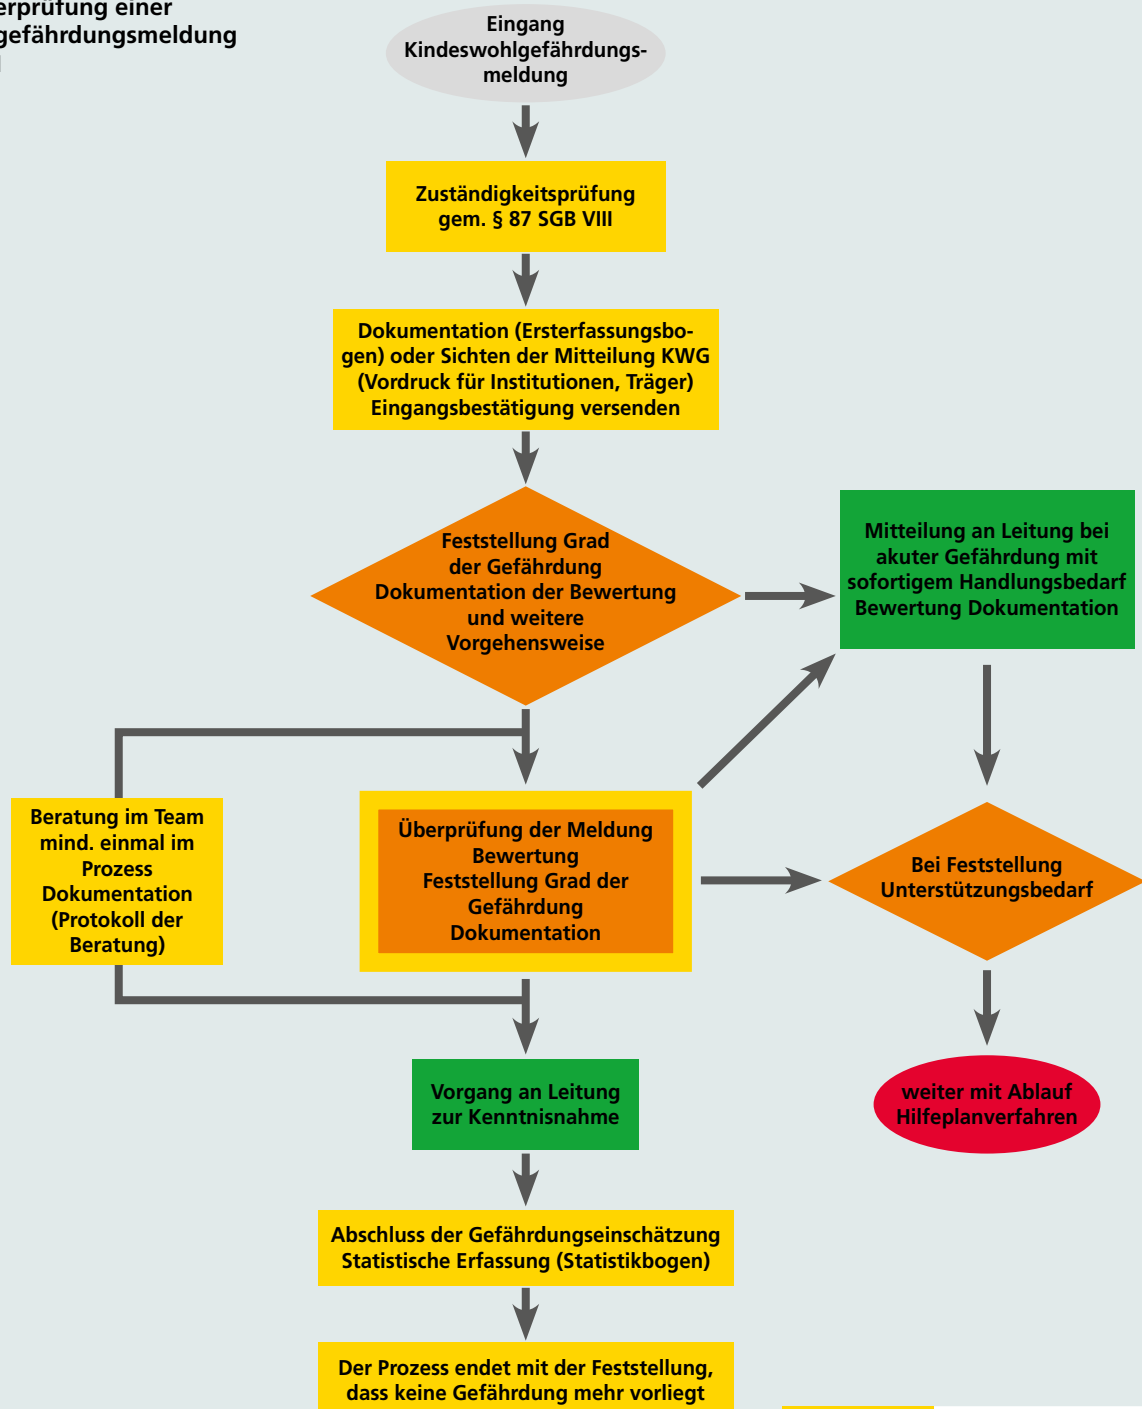 erprüfung einer
gefährdungsmeldung
Eingang
Kindeswohlgefährdungs-
meldung
Zuständigkeitsprüfung
gem. § 87 SGB VIII
Dokumentation (Ersterfassungsbo-
gen) oder Sichten der Mitteilung KWG
(Vordruck für Institutionen, Träger)
Eingangsbestätigung versenden
Feststellung Grad
der Gefährdung
Dokumentation der Bewertung
und weitere
Vorgehensweise
Mitteilung an Leitung bei
akuter Gefährdung mit
sofortigem Handlungsbedarf
Bewertung Dokumentation
Beratung im Team
mind. einmal im
Prozess
Dokumentation
(Protokoll der
Beratung)
Überprüfung der Meldung
Bewertung
Feststellung Grad der
Gefährdung
Dokumentation
Bei Feststellung
Unterstützungsbedarf
Vorgang an Leitung
zur Kenntnisnahme
weiter mit Ablauf
Hilfeplanverfahren
Abschluss der Gefährdungseinschätzung
Statistische Erfassung (Statistikbogen)
Der Prozess endet mit der Feststellung,
dass keine Gefährdung mehr vorliegt